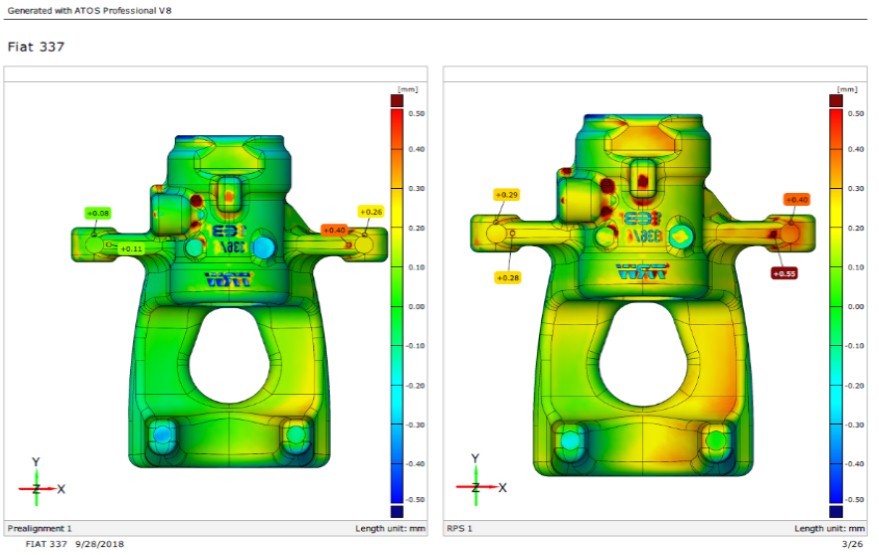 Generated with ATOS Professional V8
Fiat 337
[mm]
0.50
0.40
0.30
0.20
0.10
0.00
-0.10
-0.20
-0.30
-0.40
-0.50
+0.08
+0.11
+0.26
+0.40
Y
Z X
Prealignment 1 Length unit: mm
[mm]
0.50
0.40
0.30
0.20
0.10
0.00
-0.10
-0.20
-0.30
-0.40
-0.50
+0.29
+0.28
+0.40
+0.55
Y
Z X
RPS 1 Length unit: mm
FIAT 337 9/28/2018 3/26